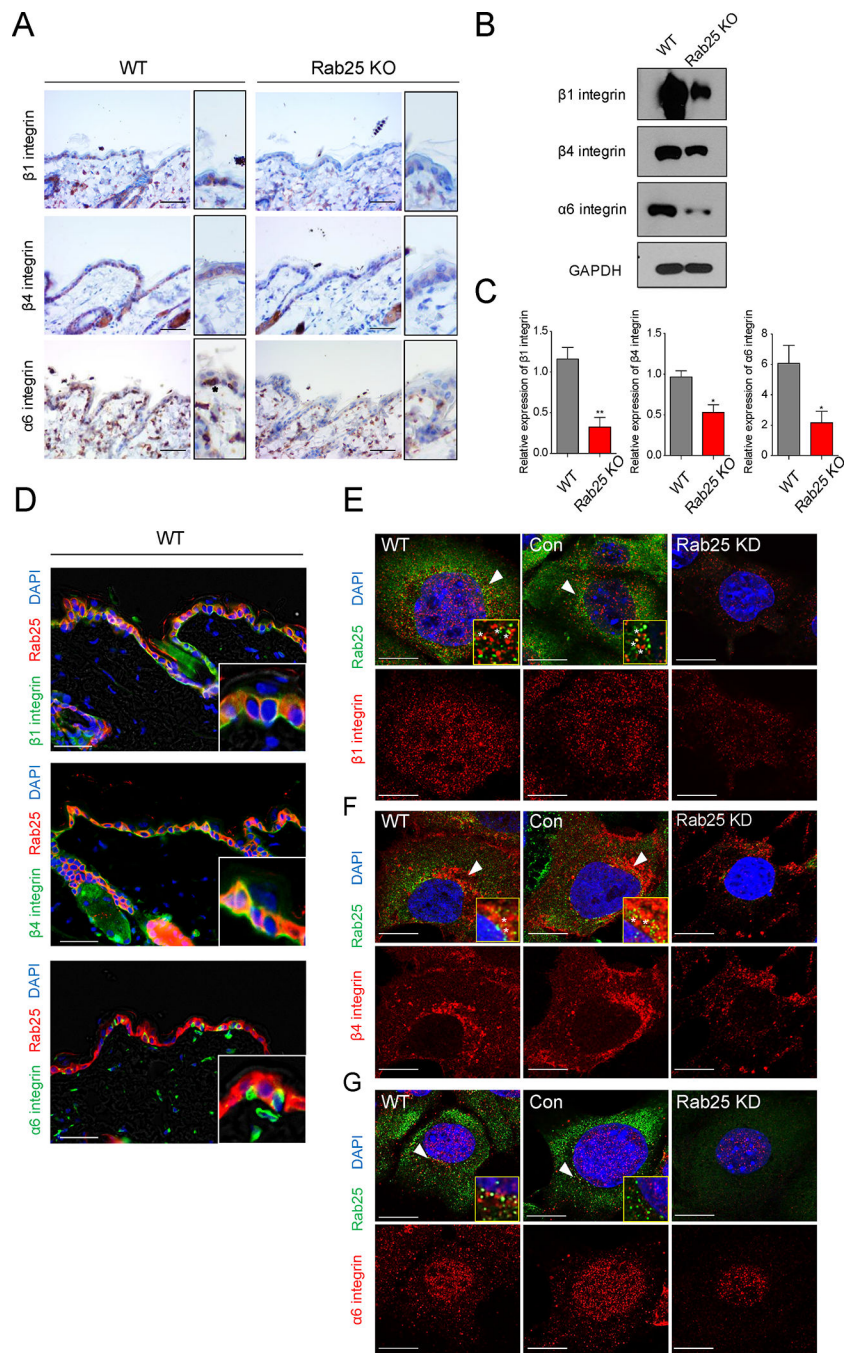 A
WT
Rab25 KO
β1 integrin
β4 integrin
α6 integrin
*
B
WT
Rab25 KO
β1 integrin
β4 integrin
α6 integrin
GAPDH
C
Relative expression of β1 integrin
1.5
1.0
0.5
0.0
**
WT
Rab25 KO
Relative expression of β4 integrin
1.5
1.0
0.5
0.0
*
WT
Rab25 KO
Relative expression of α6 integrin
8
6
4
2
0
*
WT
Rab25 KO
D
WT
β1 integrin Rab25 DAPI
β4 integrin Rab25 DAPI
α6 integrin Rab25 DAPI
E
WT
Con
Rab25 KD
Rab25 DAPI
β1 integrin
F
WT
Con
Rab25 KD
Rab25 DAPI
β4 integrin
G
WT
Con
Rab25 KD
Rab25 DAPI
α6 integrin